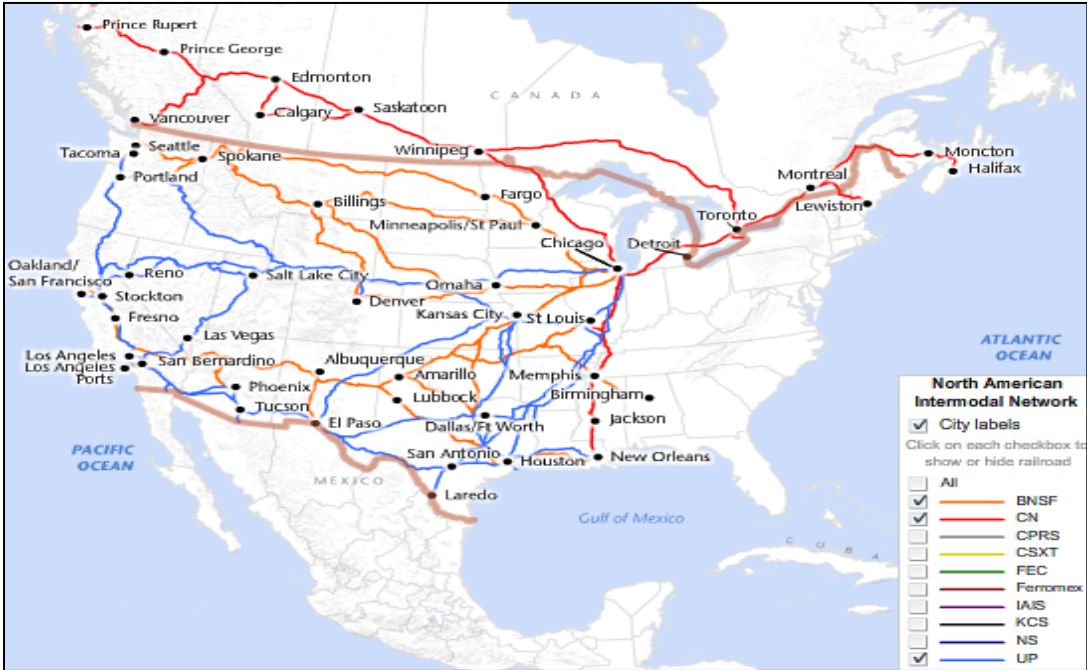 Prince Rupert
Prince George
Edmonton
CANADA
Vancouver
Calgary
Saskatoon
Seattle
Tacoma
Spokane
Winnipeg
Moncton
Halifax
Portland
Montreal
Billings
Fargo
Lewiston
Minneapolis/St Paul
Toronto
Chicago
Detroit
Oakland/
San Francisco
Reno
Salt Lake City
Omaha
Stockton
Denver
Kansas City
St Louis
Fresno
Las Vegas
ATLANTIC
OCEAN
Los Angeles
Los Angeles
Ports
San Bernardino
Albuquerque
Amarillo
Memphis
Phoenix
Lubbock
Birmingham
Tucson
El Paso
Dallas/Ft Worth
Jackson
PACIFIC
OCEAN
San Antonio
Houston
New Orleans
MEXICO
Laredo
Gulf of Mexico
CUBA
North American
Intermodal Network
City labels
Click on each checkbox to
show or hide railroad
All
BNSF
CN
CPRS
CSXT
FEC
Ferromex
IAIS
KCS
NS
UP